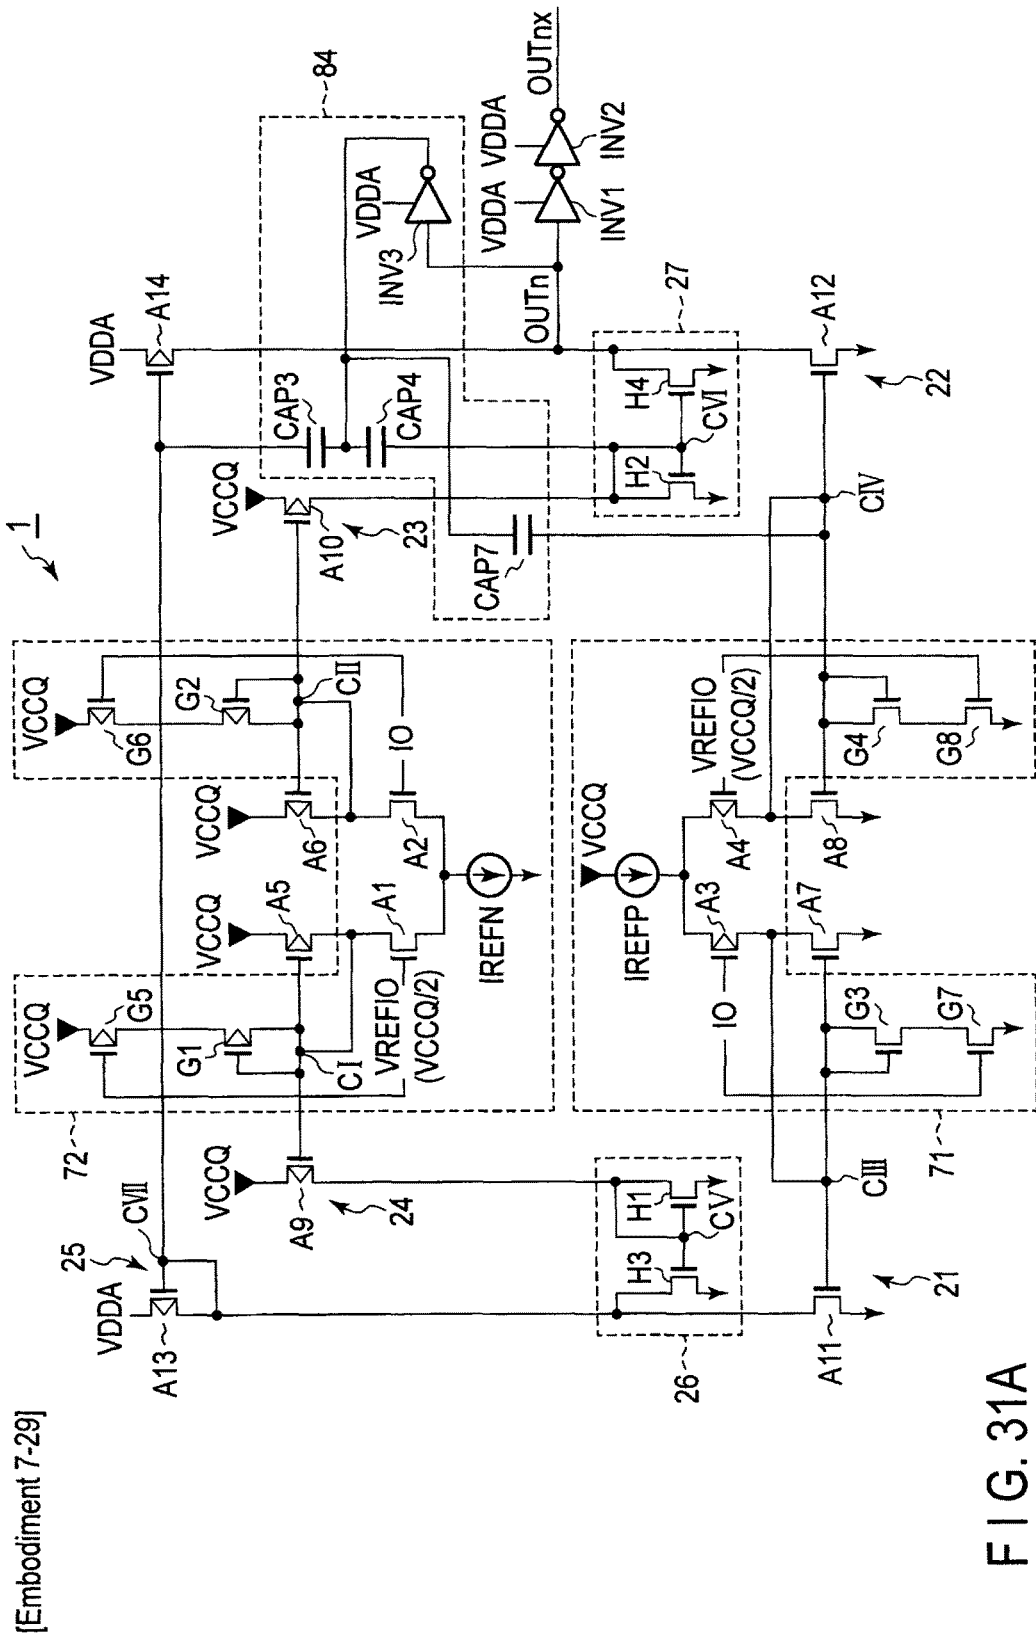 [Embodiment 7-29]
1
VDDA
A13
25
CVII
VCCQ
A9
24
72
VCCQ
G5
G1
CI
VREFIO
(VCCQ/2)
VCCQ
A5
A1
VCCQ
A6
A2
IREFN
IO
VCCQ
G6
G2
CII
VCCQ
A10
23
VDDA
A14
CAP3
CAP4
CAP7
84
VDDA
INV3
OUTn
VDDA
INV1
VDDA
INV2
OUTnx
26
H3
H1
CV
A11
21
CIII
71
IO
G3
G7
IREFP
VCCQ
A3
A7
A4
A8
VREFIO
(VCCQ/2)
G4
G8
CIV
27
H2
H4
CVI
A12
22
FIG. 31A